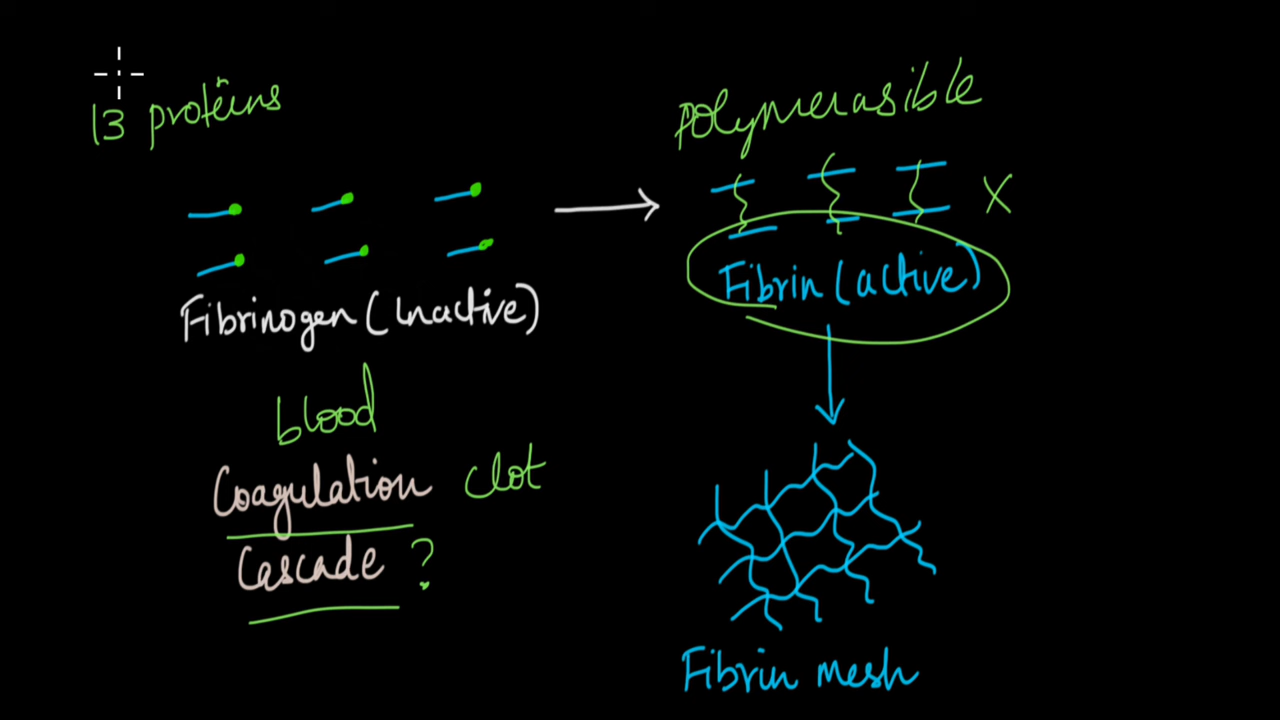 13 proteins
Polymerasible
X
Fibrinogen (Inactive)
Fibrin (active)
blood
Coagulation clot
Cascade ?
Fibrin mesh